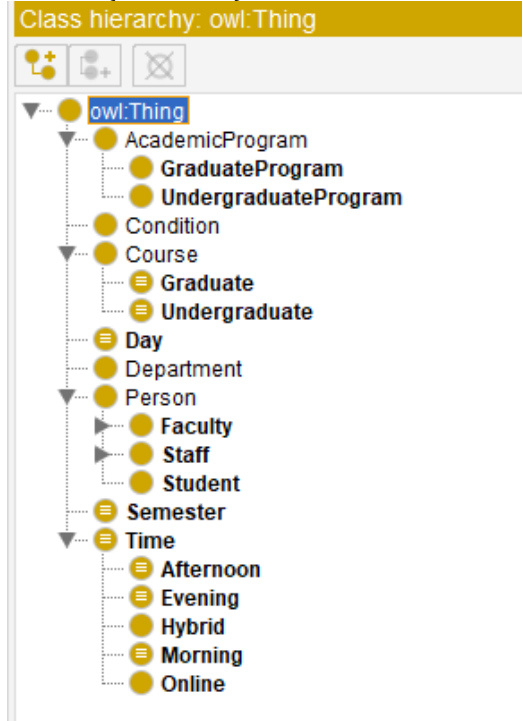 Class hierarchy: owl:Thing
owl:Thing
AcademicProgram
GraduateProgram
UndergraduateProgram
Condition
Course
Graduate
Undergraduate
Day
Department
Person
Faculty
Staff
Student
Semester
Time
Afternoon
Evening
Hybrid
Morning
Online